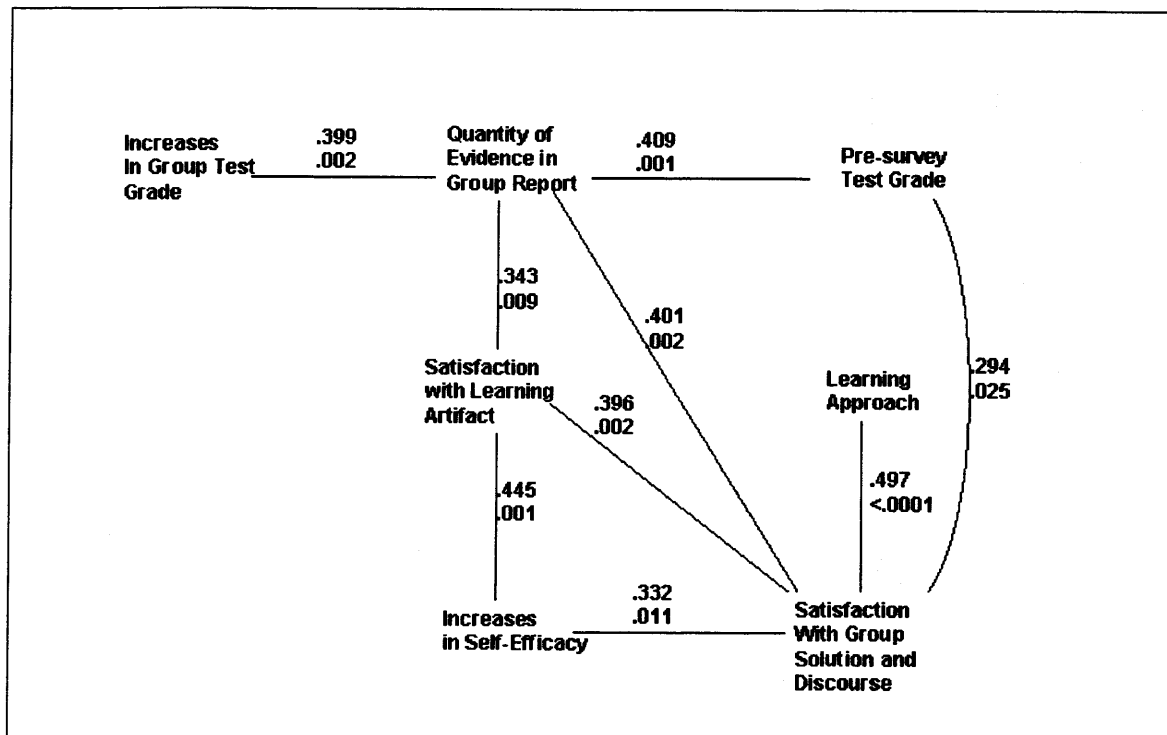 Increases
In Group Test
Grade
.399
.002
Quantity of
Evidence in
Group Report
.409
.001
Pre-survey
Test Grade
.343
.009
.401
.002
Satisfaction
with Learning
Artifact
.396
.002
Learning
Approach
.294
.025
.445
.001
.497
<.0001
Increases
in Self-Efficacy
.332
.011
Satisfaction
With Group
Solution and
Discourse